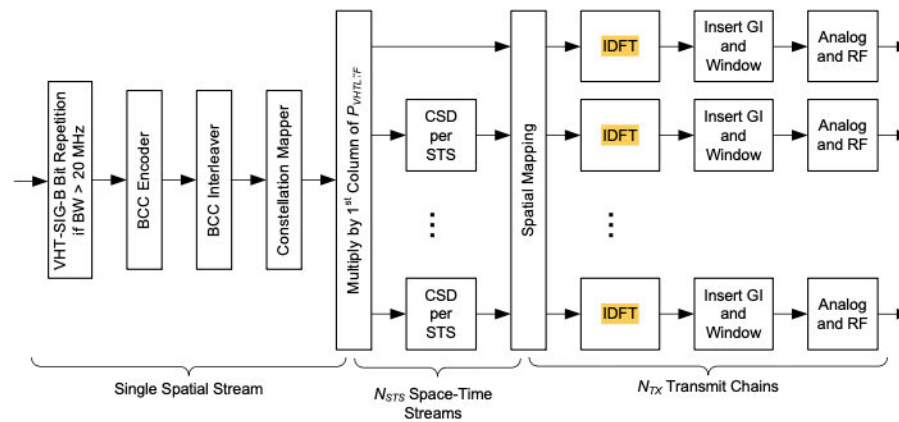 VHT-SIG-B Bit Repetition
if BW > 20 MHz
BCC Encoder
BCC Interleaver
Constellation Mapper
Multiply by 1st Column of PVHTLTF
CSD
per
STS
CSD
per
STS
Spatial Mapping
IDFT
Insert GI
and
Window
Analog
and RF
IDFT
Insert GI
and
Window
Analog
and RF
IDFT
Insert GI
and
Window
Analog
and RF
Single Spatial Stream
NSTS Space-Time
Streams
NTX Transmit Chains